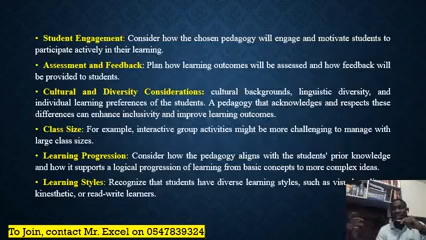 • Student Engagement: Consider how the chosen pedagogy will engage and motivate students to
participate actively in their learning.
• Assessment and Feedback: Plan how learning outcomes will be assessed and how feedback will
be provided to students.
• Cultural and Diversity Considerations: cultural backgrounds, linguistic diversity, and
individual learning preferences of the students. A pedagogy that acknowledges and respects these
differences can enhance inclusivity and improve learning outcomes.
• Class Size: For example, interactive group activities might be more challenging to manage with
large class sizes.
• Learning Progression: Consider how the pedagogy aligns with the students' prior knowledge
and how it supports a logical progression of learning from basic concepts to more complex ideas.
• Learning Styles: Recognize that students have diverse learning styles, such as
kinesthetic, or read-write learners.
To Join, contact Mr. Excel on 0547839324